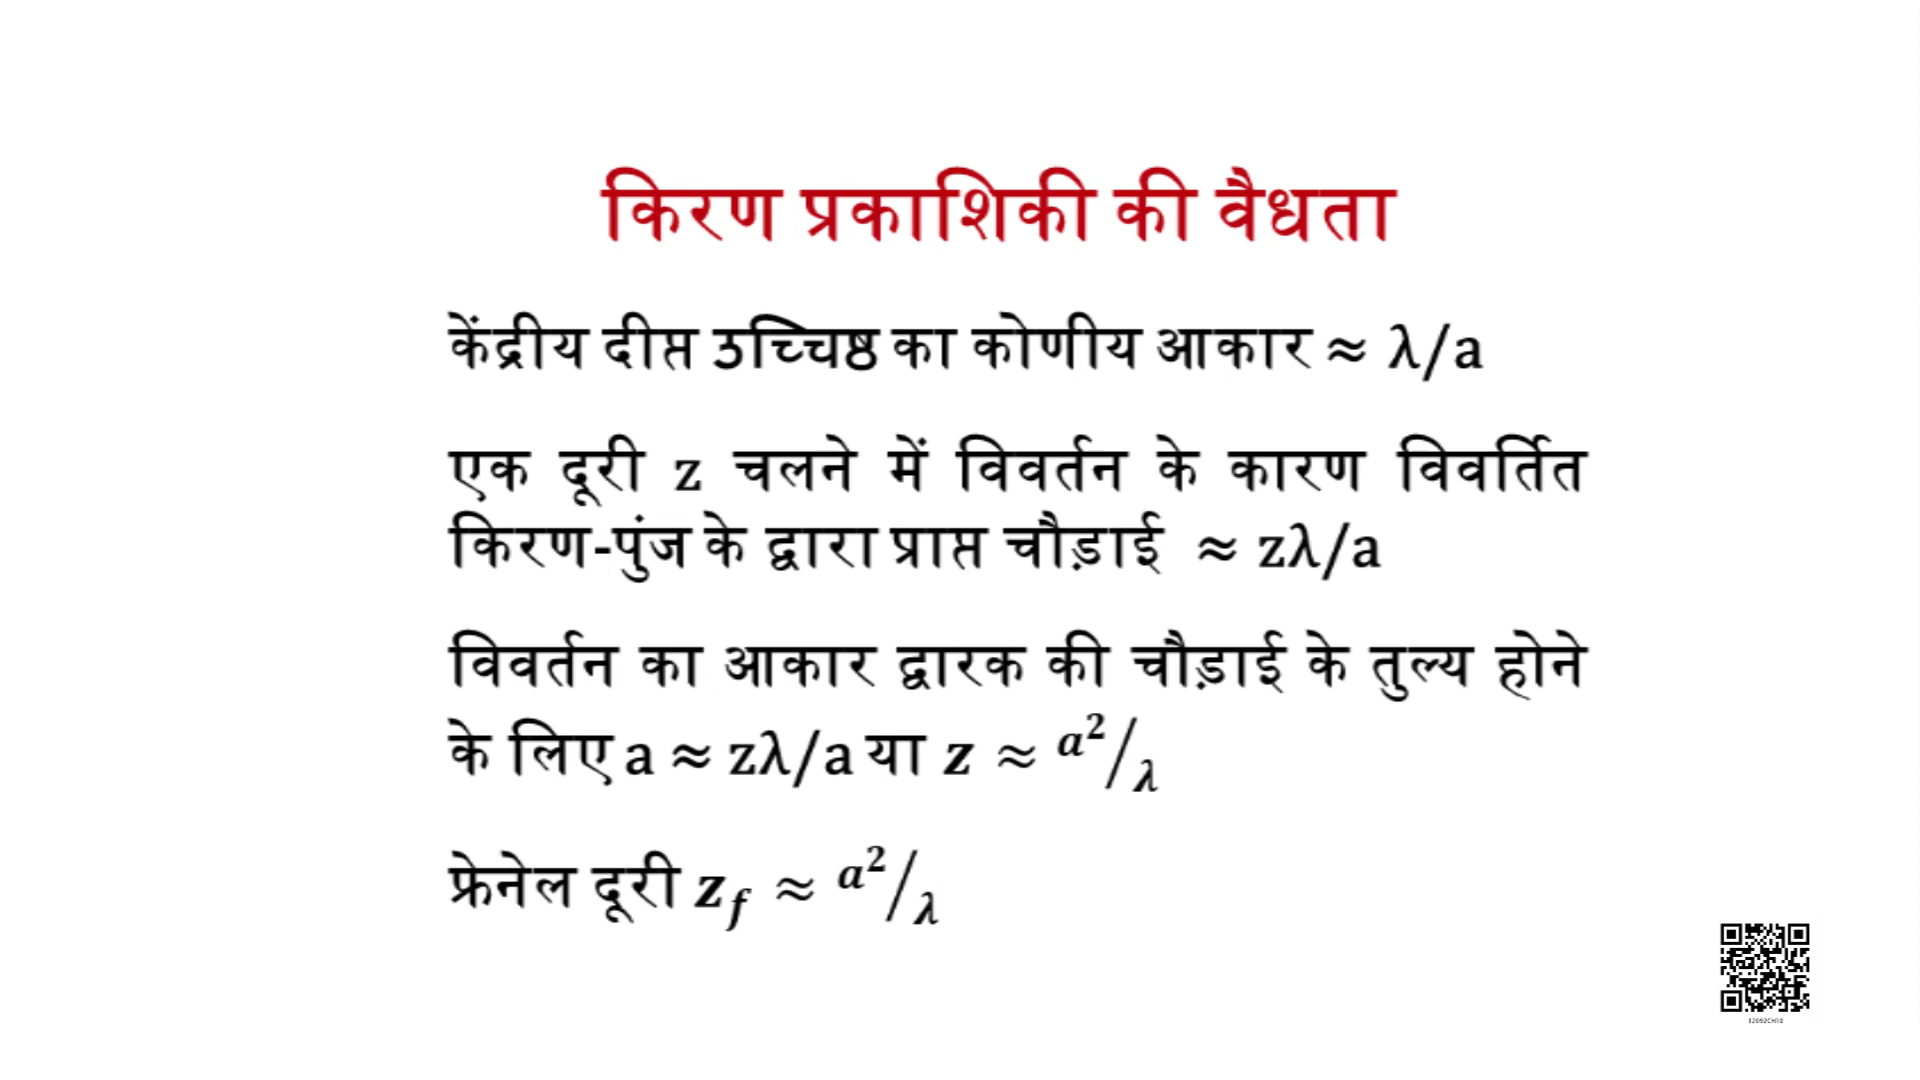 किरण प्रकाशिकी की वैधता
केंद्रीय दीप्त उच्चिष्ठ का कोणीय आकार ≈ λ/a
एक दूरी z चलने में विवर्तन के कारण विवर्तित
किरण-पुंज के द्वारा प्राप्त चौड़ाई ≈ zλ/a
विवर्तन का आकार द्वारक की चौड़ाई के तुल्य होने
के लिए a ≈ zλ/a या z ≈ a²/λ
फ्रेनेल दूरी z_f ≈ a²/λ
12092CH10